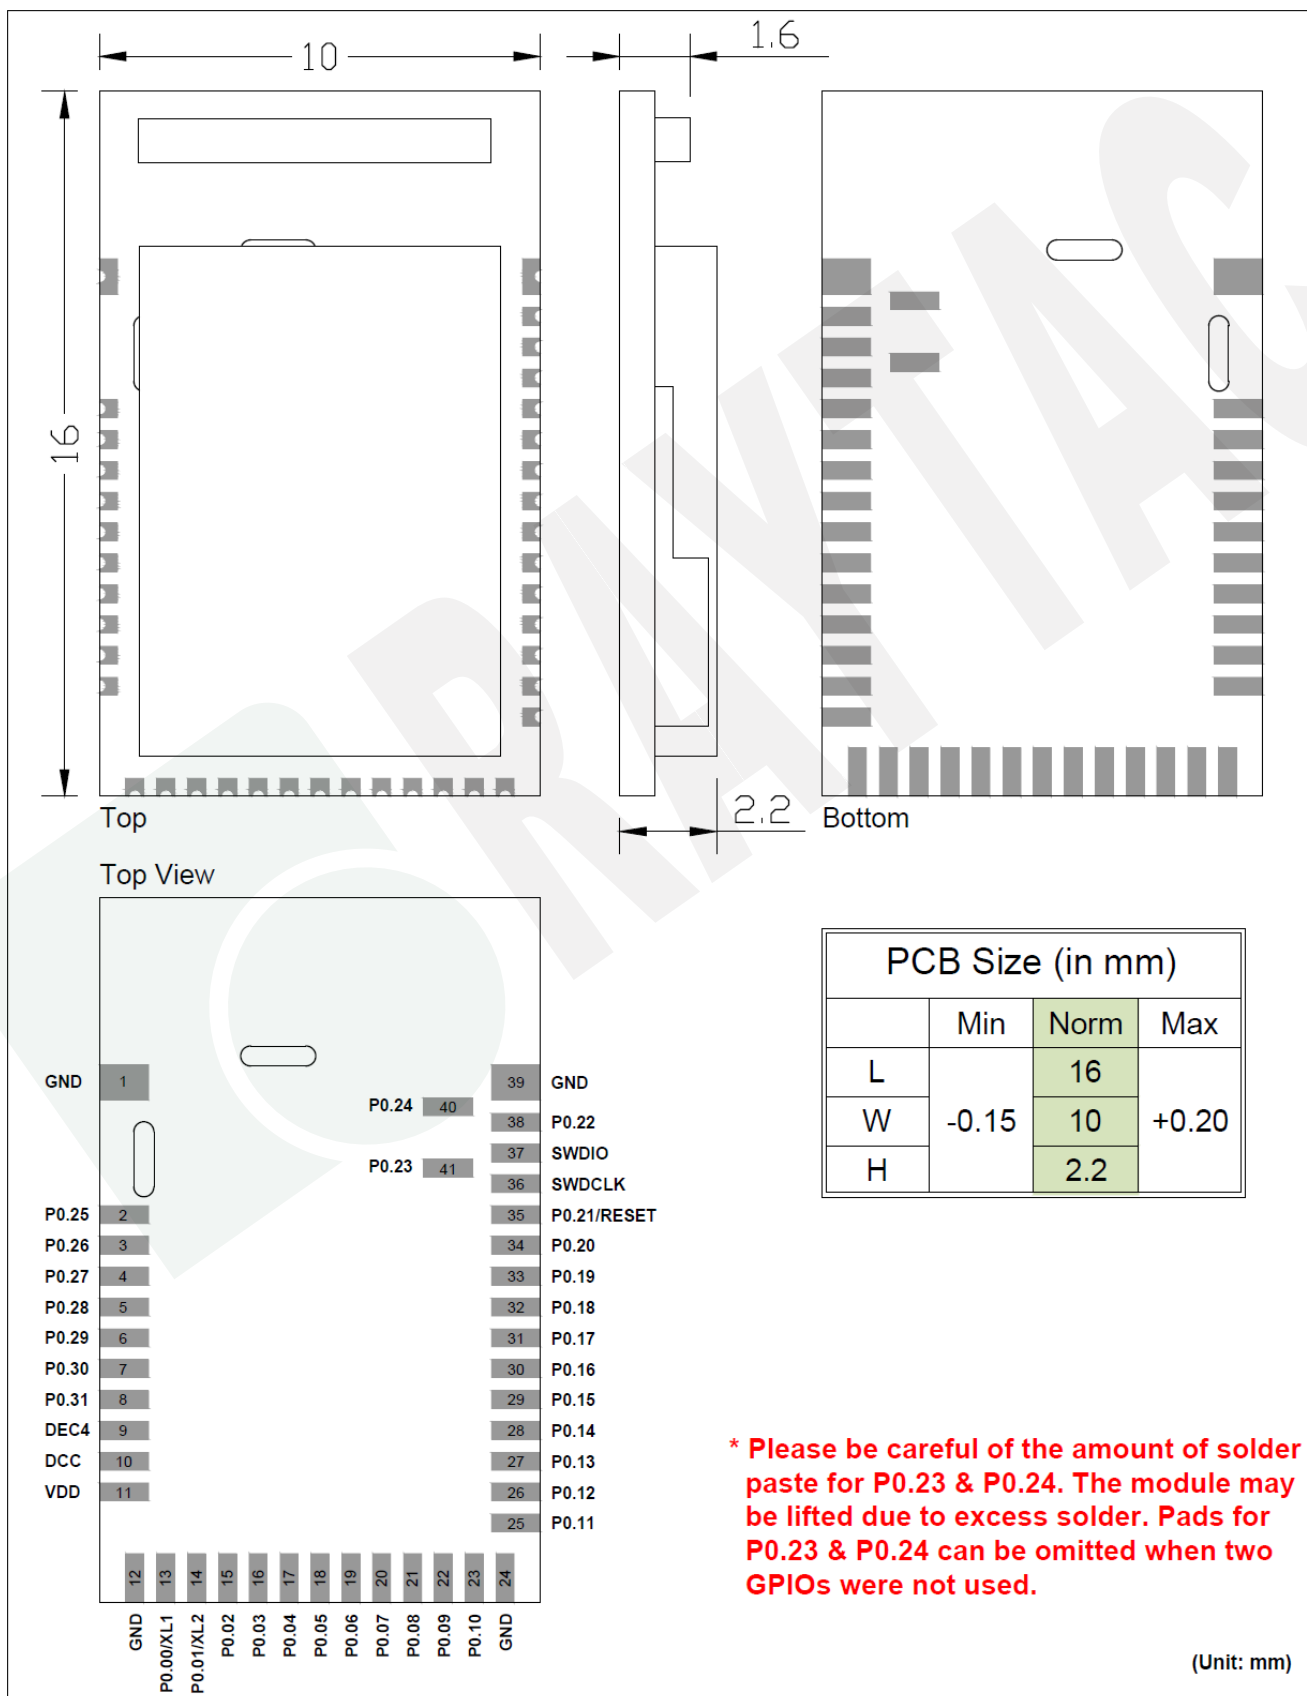 10
1.6
16
2.2
Top
Bottom
Top View
GND 1
P0.25 2
P0.26 3
P0.27 4
P0.28 5
P0.29 6
P0.30 7
P0.31 8
DEC4 9
DCC 10
VDD 11
P0.24 40
P0.23 41
39 GND
38 P0.22
37 SWDIO
36 SWDCLK
35 P0.21/RESET
34 P0.20
33 P0.19
32 P0.18
31 P0.17
30 P0.16
29 P0.15
28 P0.14
27 P0.13
26 P0.12
25 P0.11
12 13 14 15 16 17 18 19 20 21 22 23 24
GND P0.00/XL1 P0.01/XL2 P0.02 P0.03 P0.04 P0.05 P0.06 P0.07 P0.08 P0.09 P0.10 GND
PCB Size (in mm)
Min Norm Max
L 16
W -0.15 10 +0.20
H 2.2
* Please be careful of the amount of solder
paste for P0.23 & P0.24. The module may
be lifted due to excess solder. Pads for
P0.23 & P0.24 can be omitted when two
GPIOs were not used.
(Unit: mm)
RAYTAC